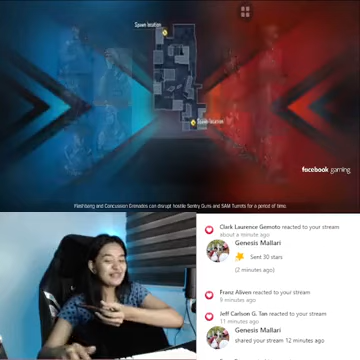 Spawn location
Spawn location
facebook gaming
Flashbang and Concussion Grenades can disrupt hostile Sentry Guns and SAM Turrets for a period of time.
Clark Laurence Gemoto reacted to your stream
about a minute ago
Genesis Mallari
Sent 30 stars
(2 minutes ago)
Franz Aliven reacted to your stream
9 minutes ago
Jeff Carlson G. Tan reacted to your stream
11 minutes ago
Genesis Mallari
shared your stream 12 minutes ago